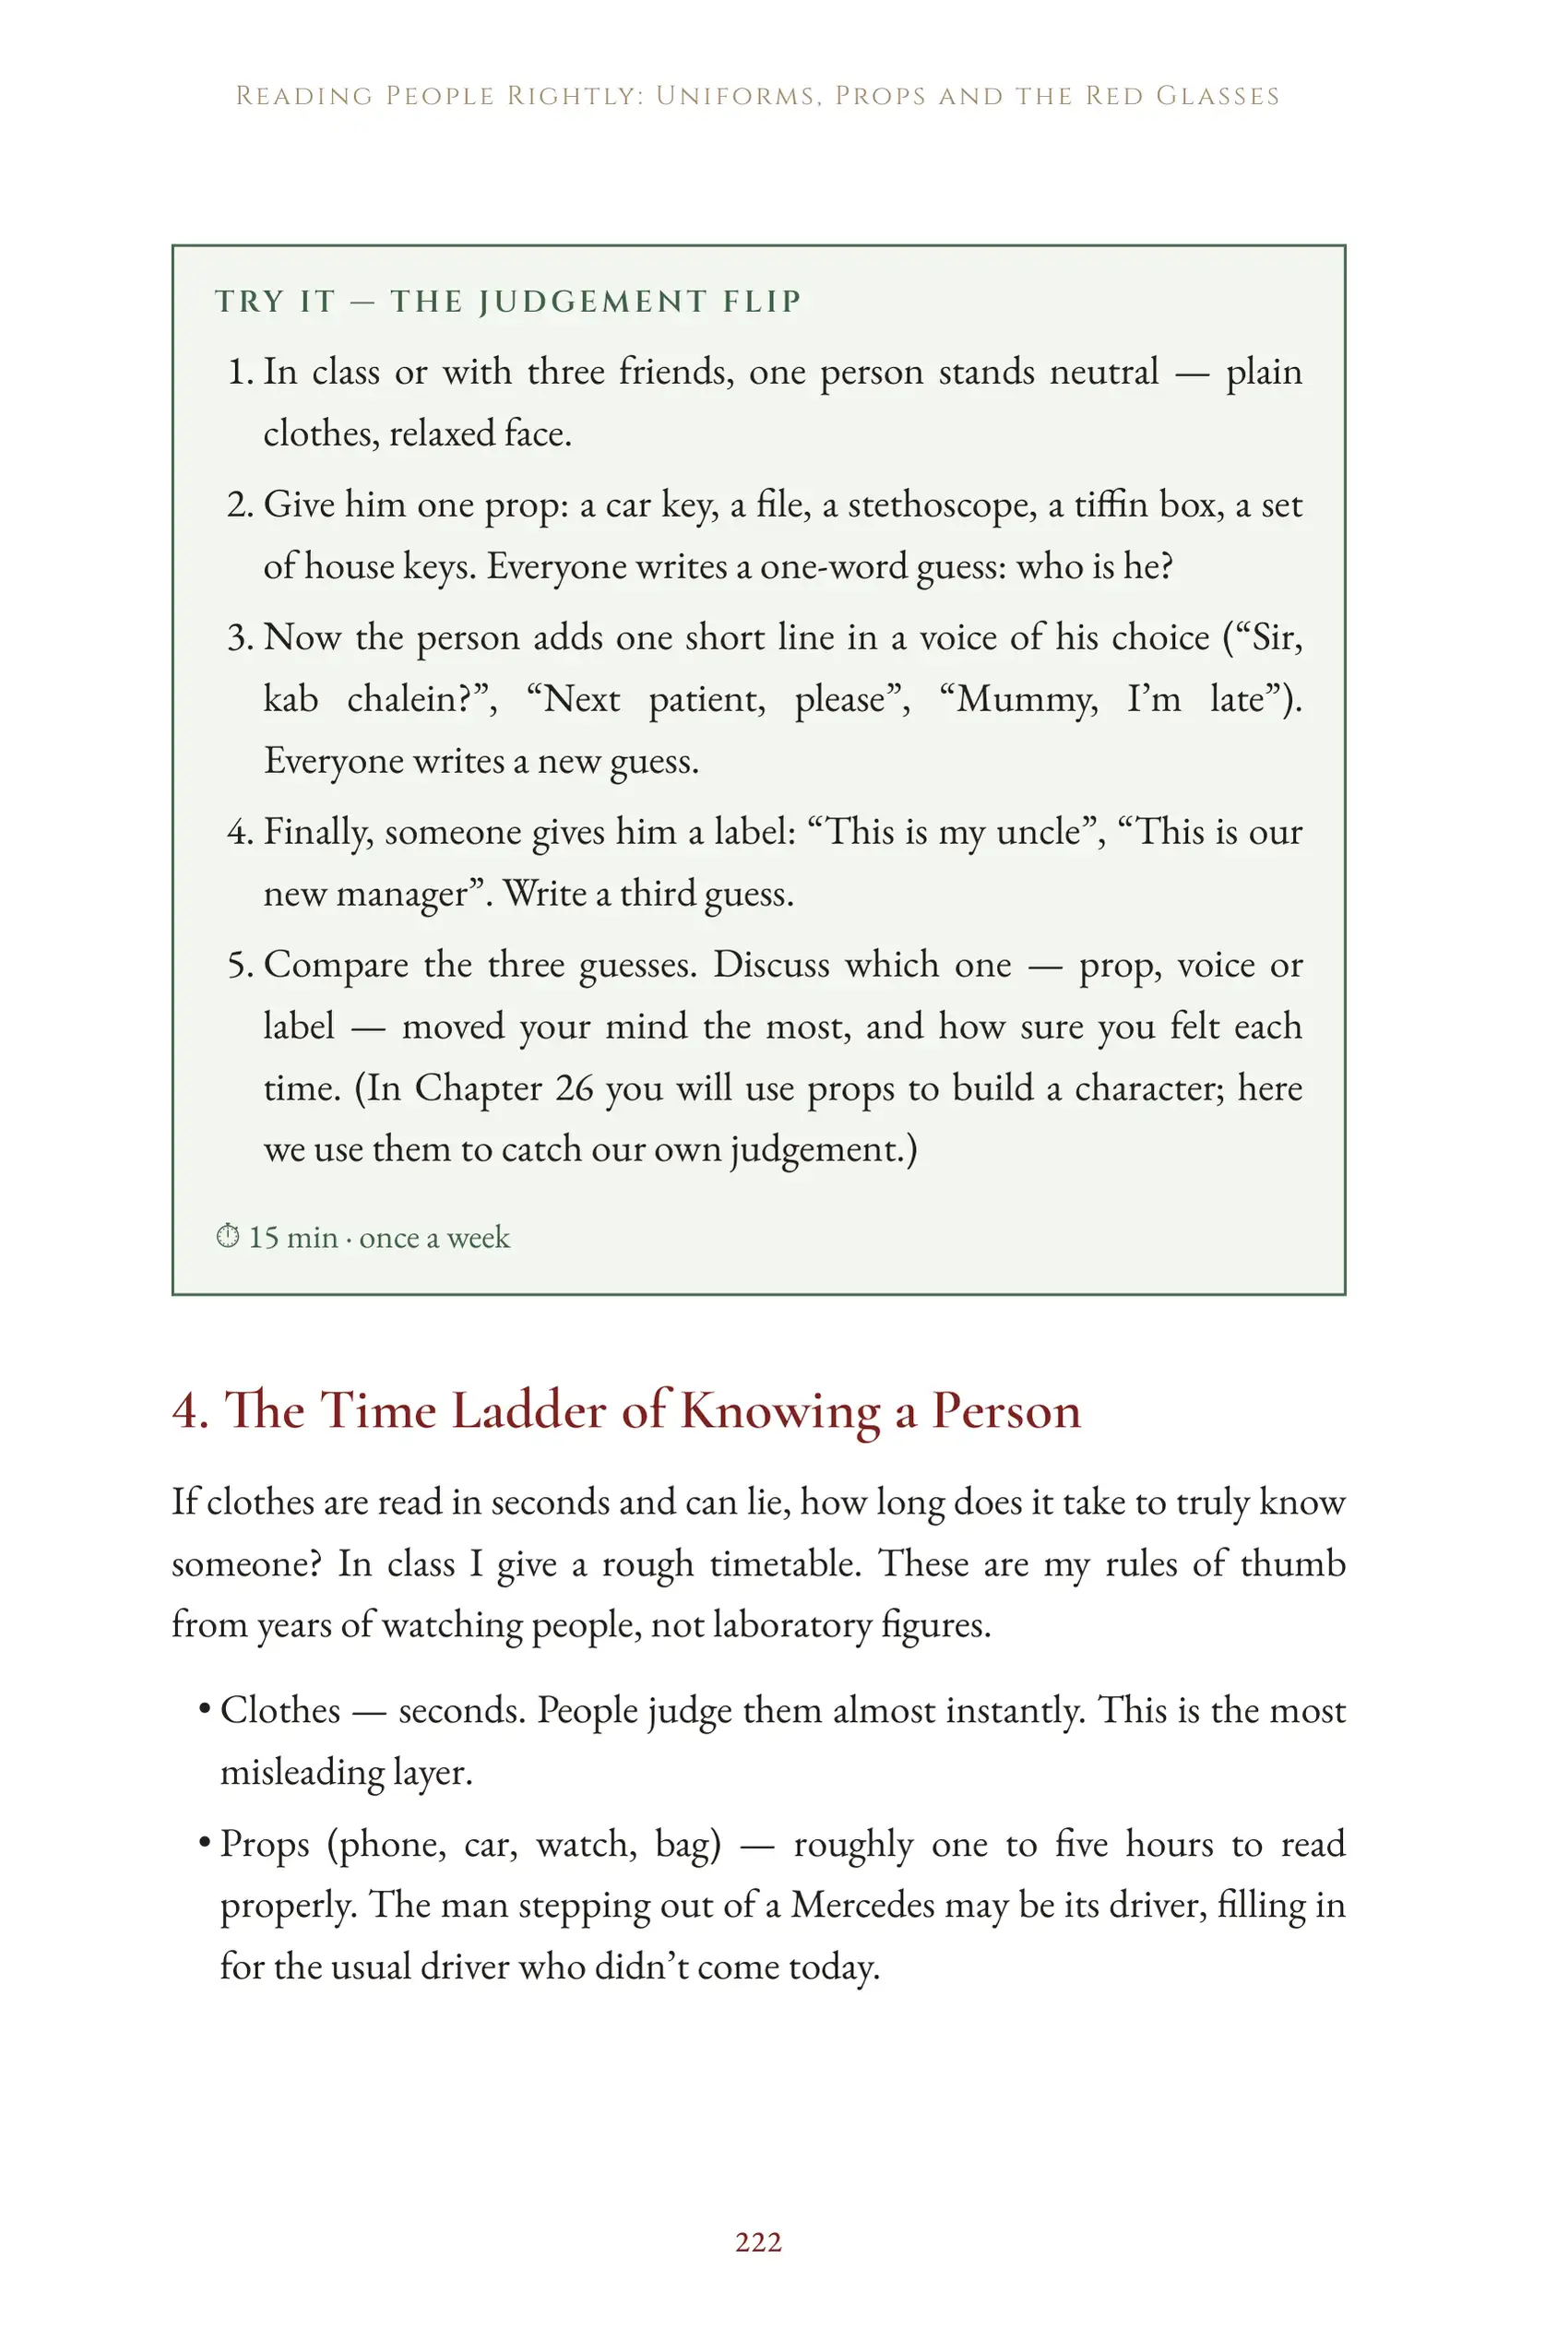 Reading People Rightly: Uniforms, Props and the Red Glasses
TRY IT — THE JUDGEMENT FLIP
1. In class or with three friends, one person stands neutral — plain
clothes, relaxed face.
2. Give him one prop: a car key, a file, a stethoscope, a tiffin box, a set
of house keys. Everyone writes a one-word guess: who is he?
3. Now the person adds one short line in a voice of his choice (“Sir,
kab chalein?”, “Next patient, please”, “Mummy, I’m late”).
Everyone writes a new guess.
4. Finally, someone gives him a label: “This is my uncle”, “This is our
new manager”. Write a third guess.
5. Compare the three guesses. Discuss which one — prop, voice or
label — moved your mind the most, and how sure you felt each
time. (In Chapter 26 you will use props to build a character; here
we use them to catch our own judgement.)
⏱ 15 min · once a week
4. The Time Ladder of Knowing a Person
If clothes are read in seconds and can lie, how long does it take to truly know
someone? In class I give a rough timetable. These are my rules of thumb
from years of watching people, not laboratory figures.
• Clothes — seconds. People judge them almost instantly. This is the most
misleading layer.
• Props (phone, car, watch, bag) — roughly one to five hours to read
properly. The man stepping out of a Mercedes may be its driver, filling in
for the usual driver who didn’t come today.
222